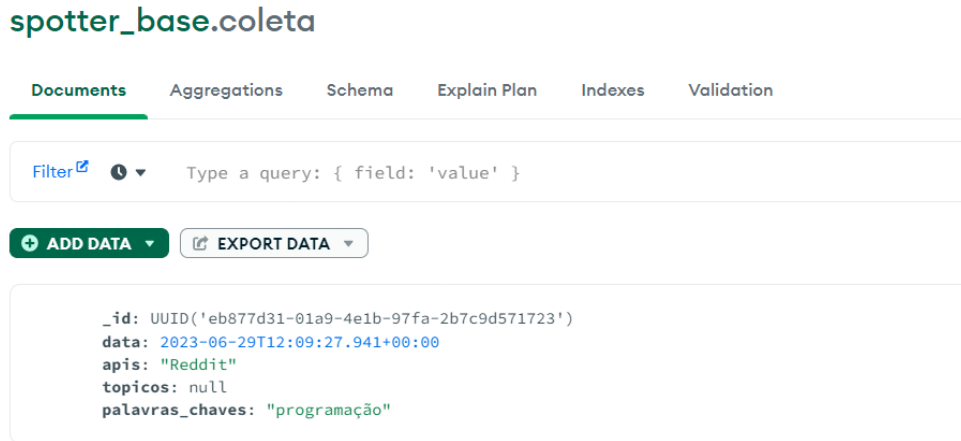 spotter_base.coleta
Documents Aggregations Schema Explain Plan Indexes Validation
Filter Type a query: { field: 'value' }
ADD DATA EXPORT DATA
_id: UUID('eb877d31-01a9-4e1b-97fa-2b7c9d571723')
data: 2023-06-29T12:09:27.941+00:00
apis: "Reddit"
topicos: null
palavras_chaves: "programação"